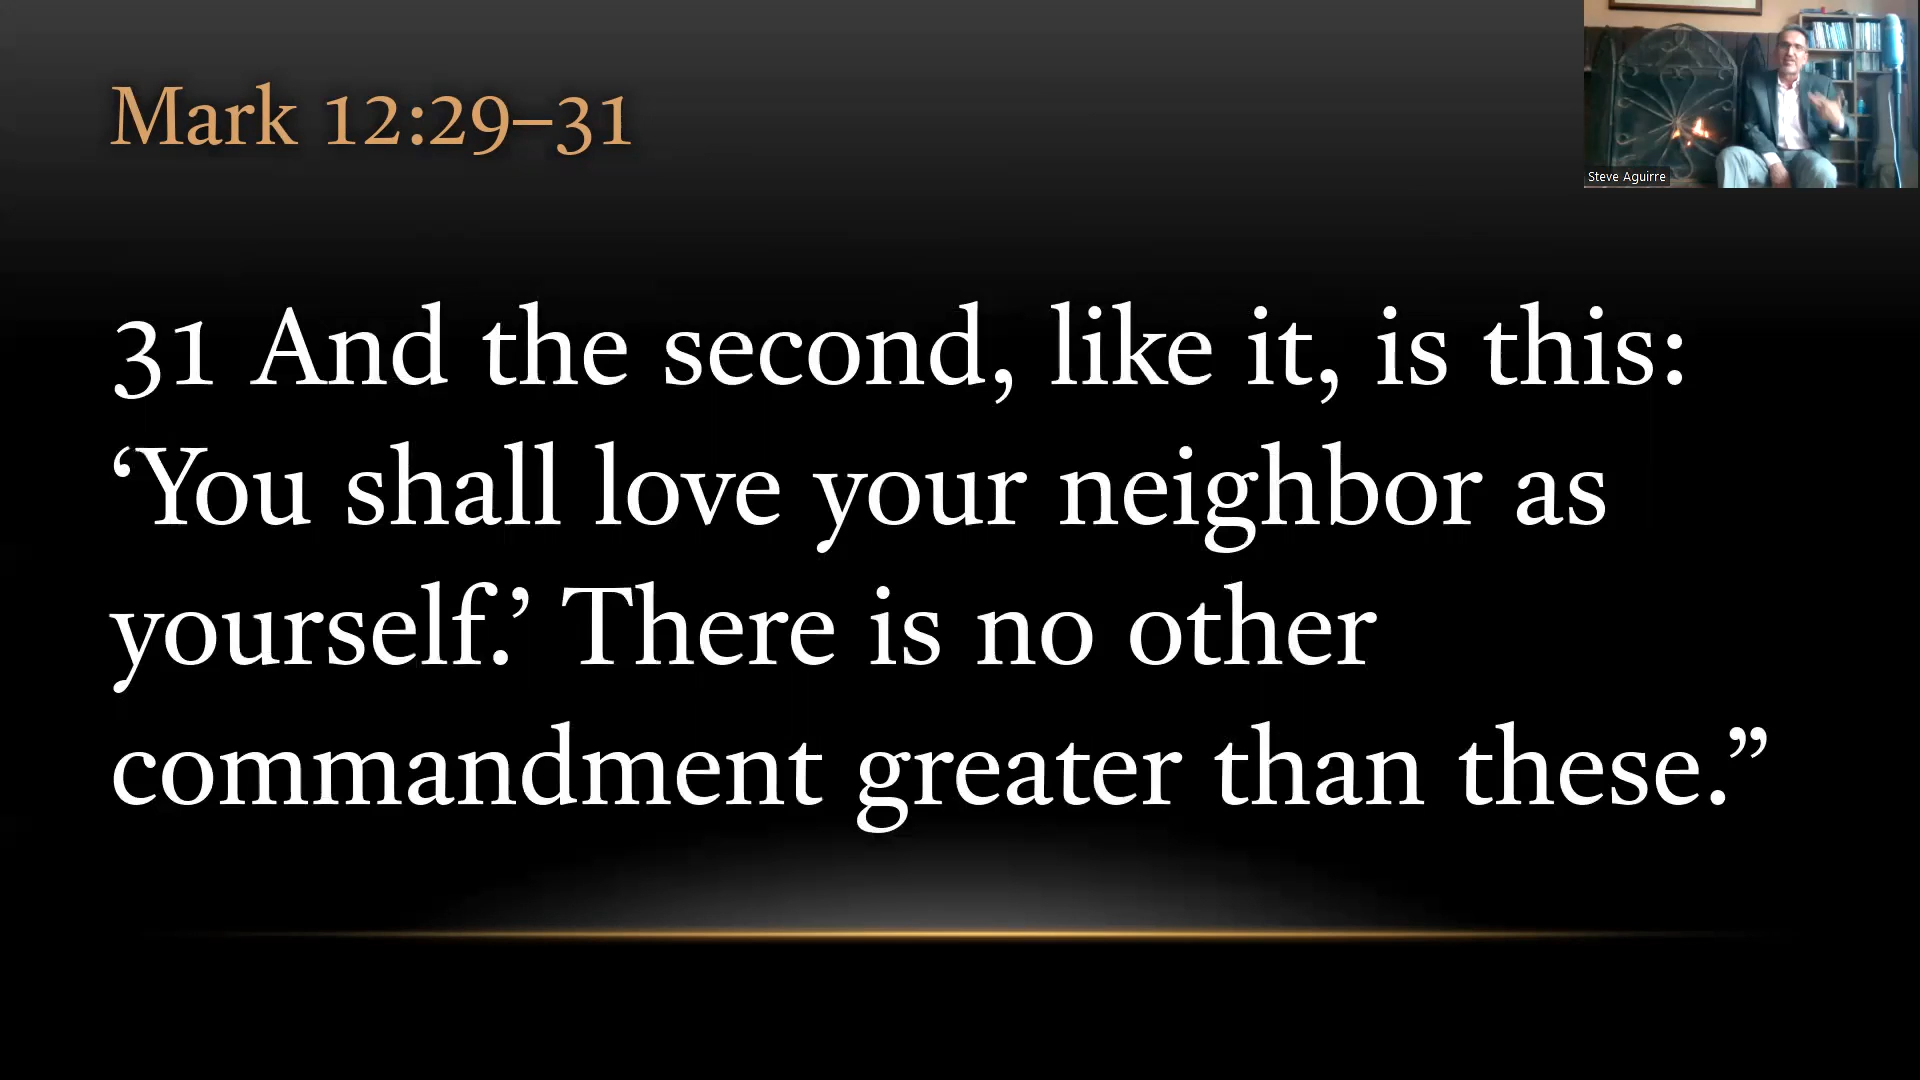 Mark 12:29–31
Steve Aguirre
31 And the second, like it, is this:
‘You shall love your neighbor as
yourself.’ There is no other
commandment greater than these.”